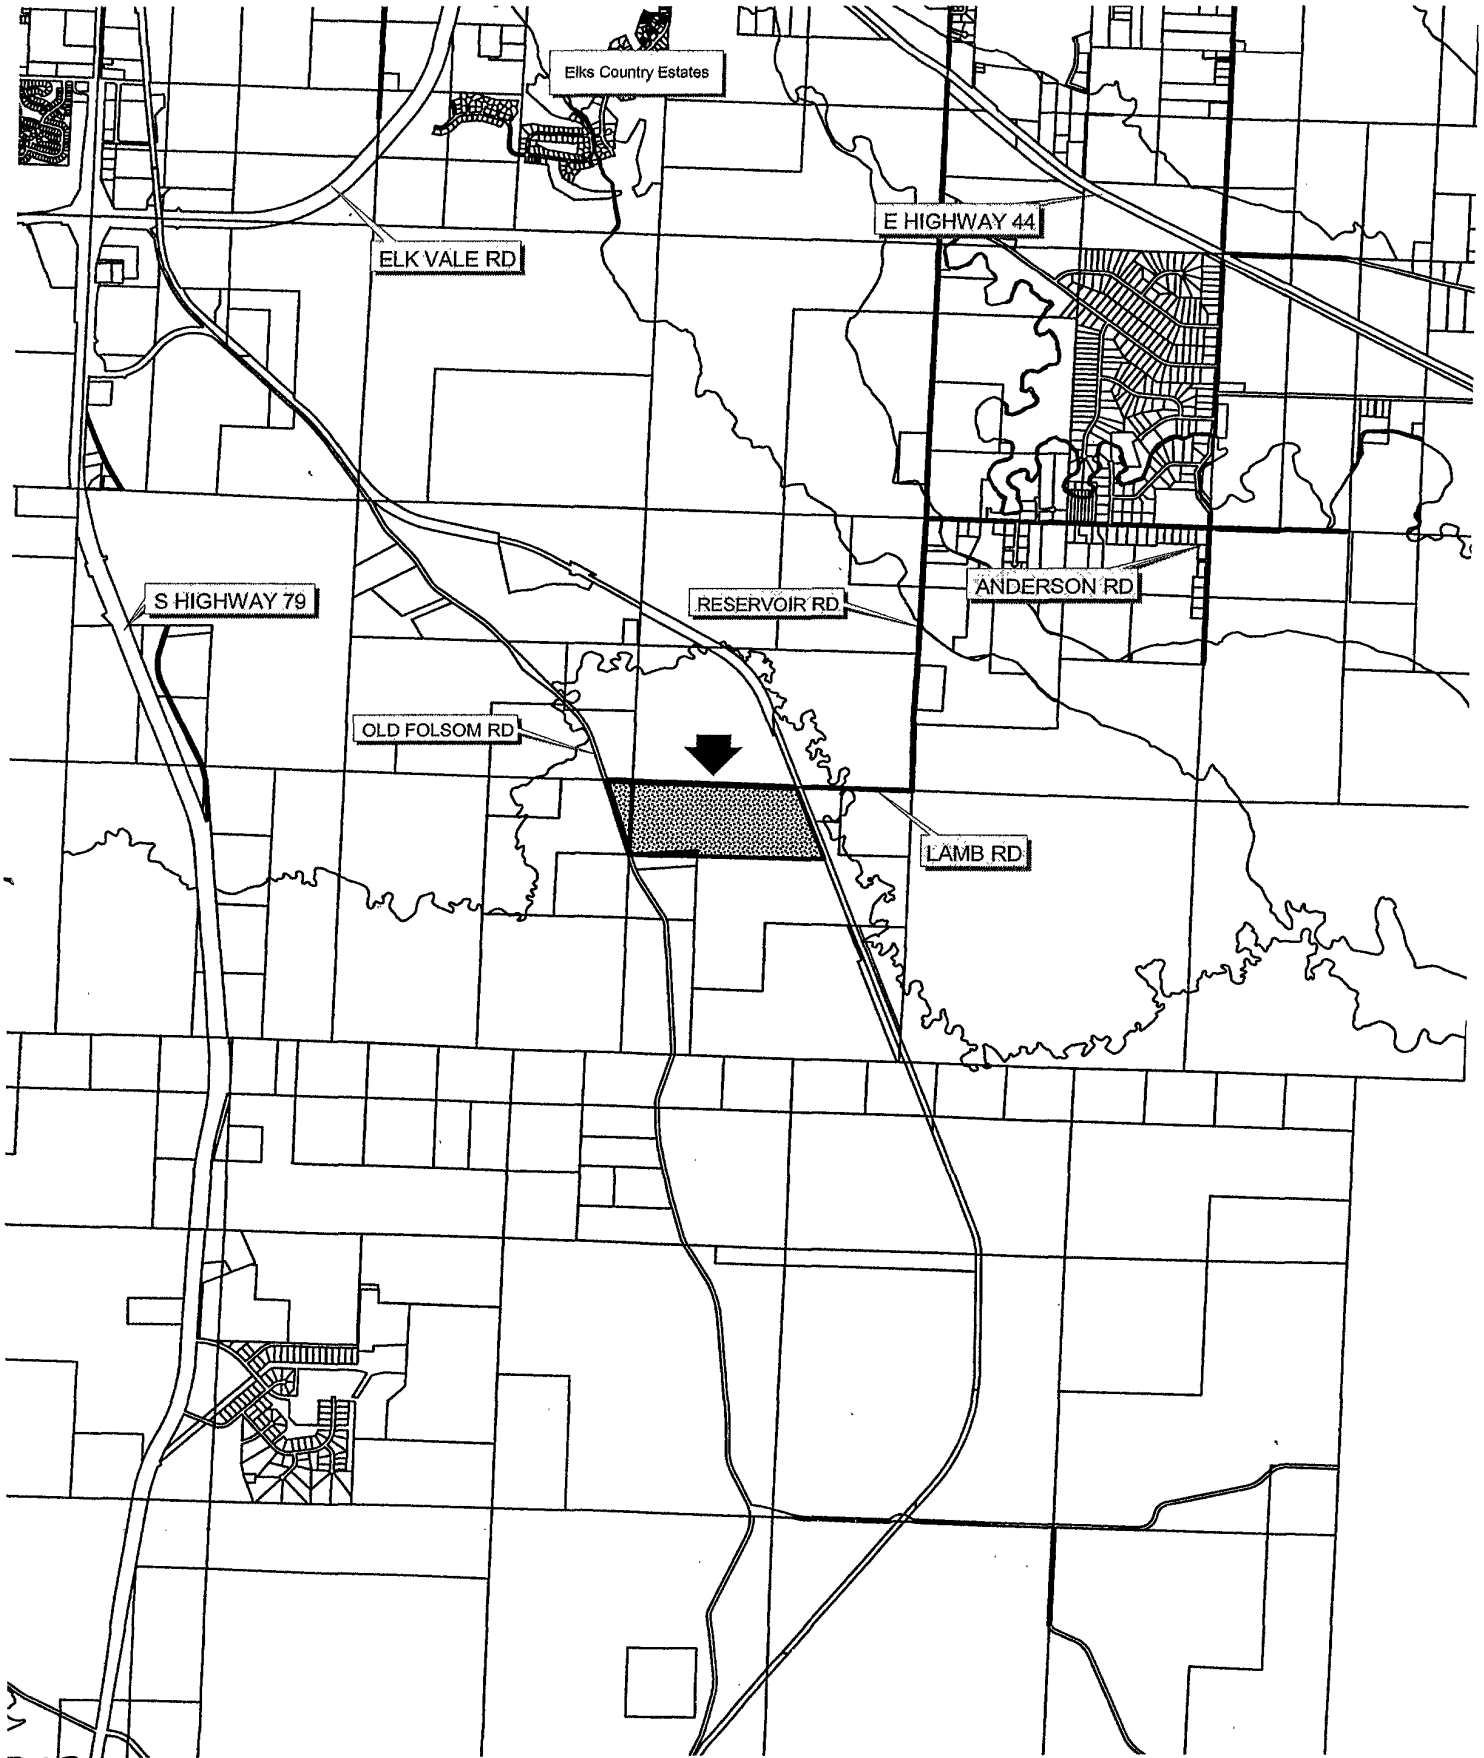 Elks Country Estates
E HIGHWAY 44
ELK VALE RD
S HIGHWAY 79
RESERVOIR RD
ANDERSON RD
OLD FOLSOM RD
LAMB RD